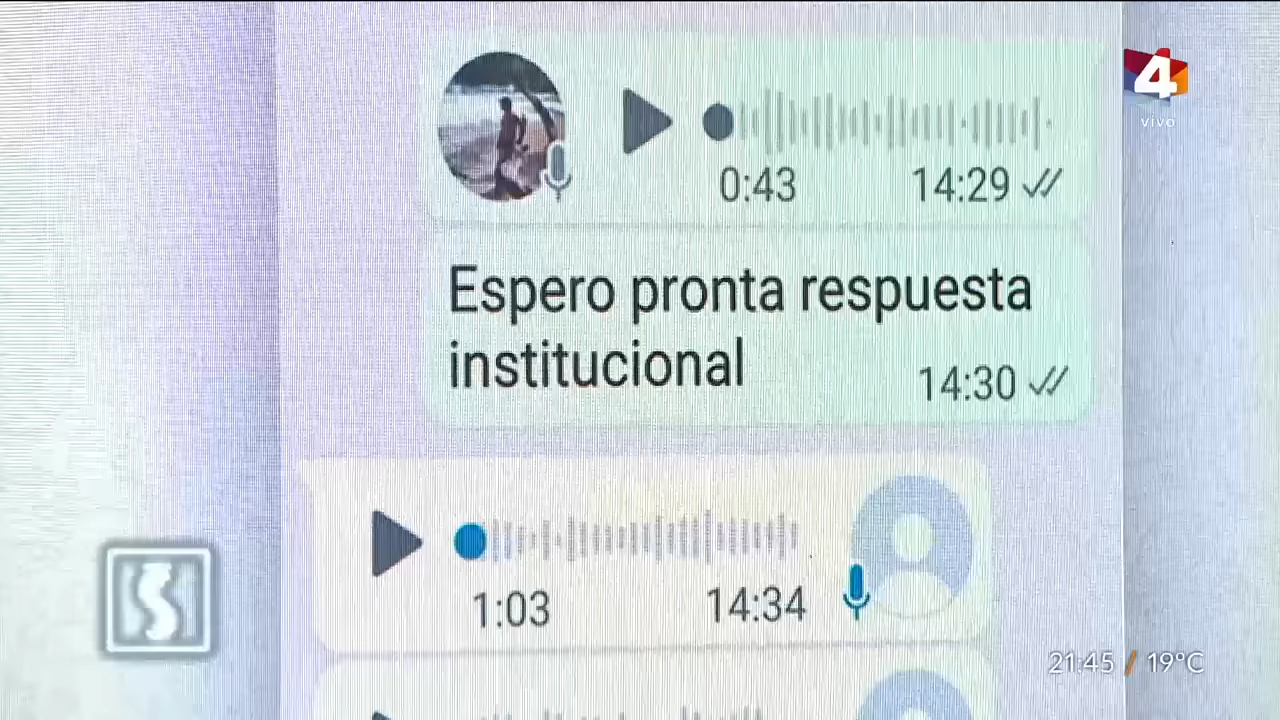 4
vivo
0:43
14:29
Espero pronta respuesta
institucional
14:30
1:03
14:34
S
21:45 / 19°C